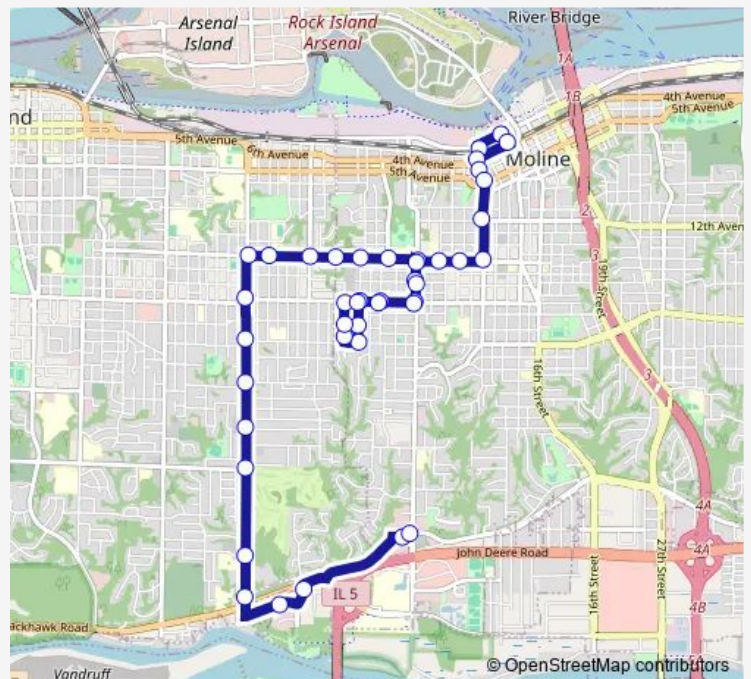 Arsenal
Island
Rock Island
Arsenal
River Bridge
1A
1B
4th Avenue
5th Avenue
nd
5th Avenue
6th Avenue
4th Avenue
5th Avenue
Moline
2
12th Aven
3
19th Street
16th Street
3
4A
John Deere Road
4A
27th Street
16th Street
IL 5
4B
ackhawk Road
Vandruff
© OpenStreetMap contributors